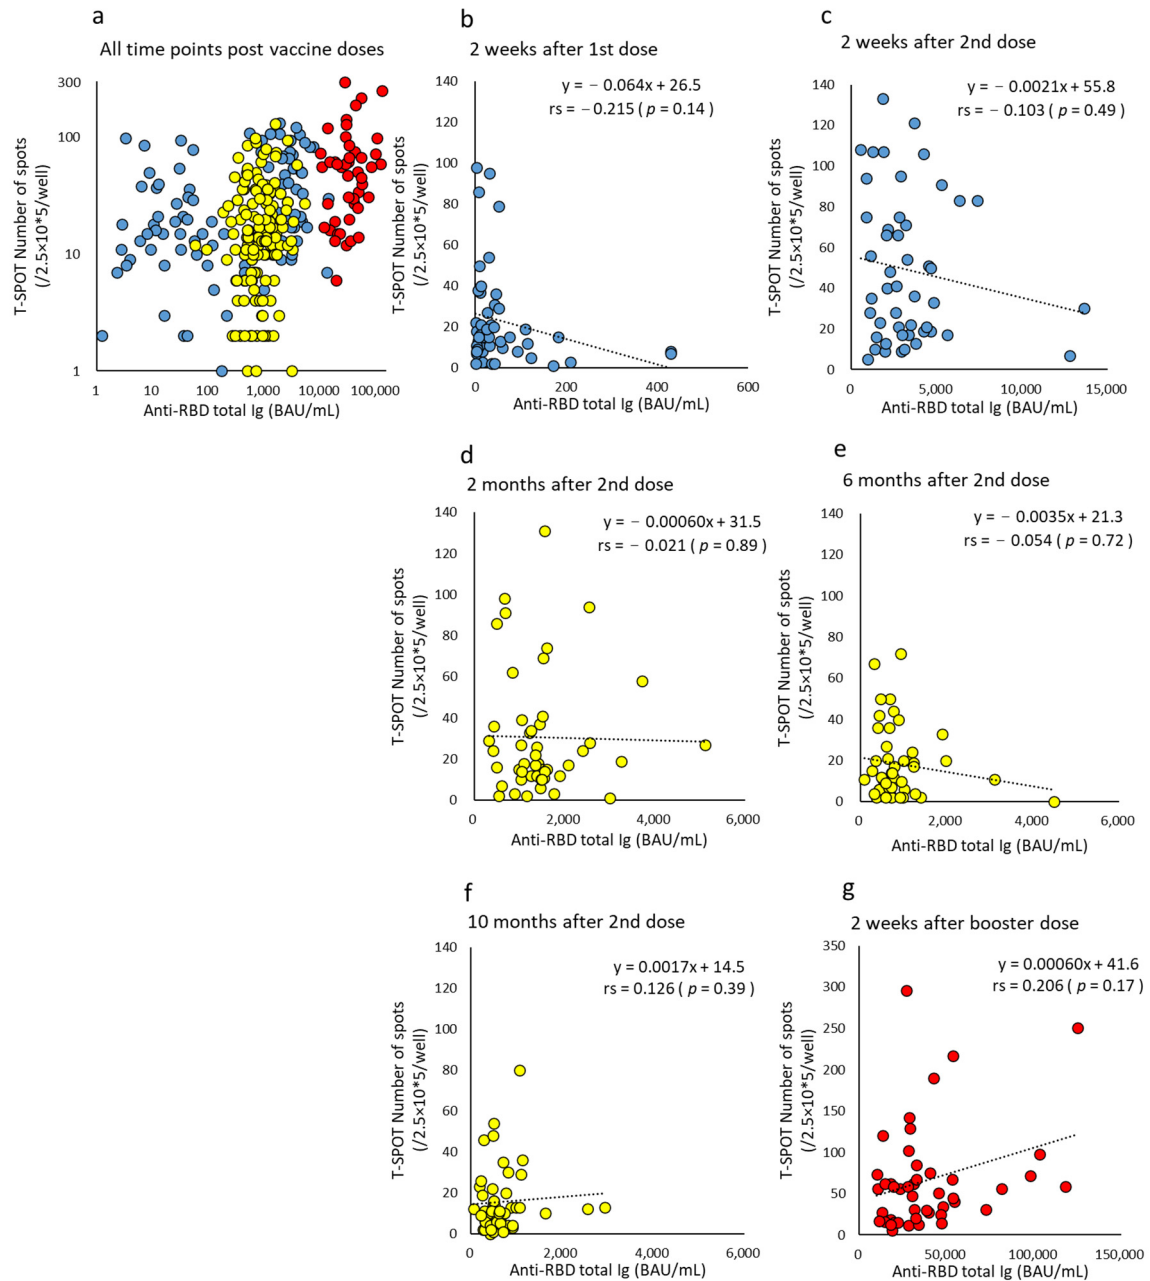 a
All time points post vaccine doses
T-SPOT Number of spots
(/2.5×10*5/well)
300
100
10
1
1
10
100
1,000
10,000
100,000
Anti-RBD total Ig (BAU/mL)
b
2 weeks after 1st dose
y = − 0.064x + 26.5
rs = − 0.215 ( p = 0.14 )
T-SPOT Number of spots
(/2.5×10*5/well)
140
120
100
80
60
40
20
0
0
200
400
600
Anti-RBD total Ig (BAU/mL)
c
2 weeks after 2nd dose
y = − 0.0021x + 55.8
rs = − 0.103 ( p = 0.49 )
T-SPOT Number of spots
(/2.5×10*5/well)
140
120
100
80
60
40
20
0
0
5,000
10,000
15,000
Anti-RBD total Ig (BAU/mL)
d
2 months after 2nd dose
y = − 0.00060x + 31.5
rs = − 0.021 ( p = 0.89 )
T-SPOT Number of spots
(/2.5×10*5/well)
140
120
100
80
60
40
20
0
0
2,000
4,000
6,000
Anti-RBD total Ig (BAU/mL)
e
6 months after 2nd dose
y = − 0.0035x + 21.3
rs = − 0.054 ( p = 0.72 )
T-SPOT Number of spots
(/2.5×10*5/well)
140
120
100
80
60
40
20
0
0
2,000
4,000
6,000
Anti-RBD total Ig (BAU/mL)
f
10 months after 2nd dose
y = 0.0017x + 14.5
rs = 0.126 ( p = 0.39 )
T-SPOT Number of spots
(/2.5×10*5/well)
140
120
100
80
60
40
20
0
0
2,000
4,000
6,000
Anti-RBD total Ig (BAU/mL)
g
2 weeks after booster dose
y = 0.00060x + 41.6
rs = 0.206 ( p = 0.17 )
T-SPOT Number of spots
(/2.5×10*5/well)
350
300
250
200
150
100
50
0
0
50,000
100,000
150,000
Anti-RBD total Ig (BAU/mL)